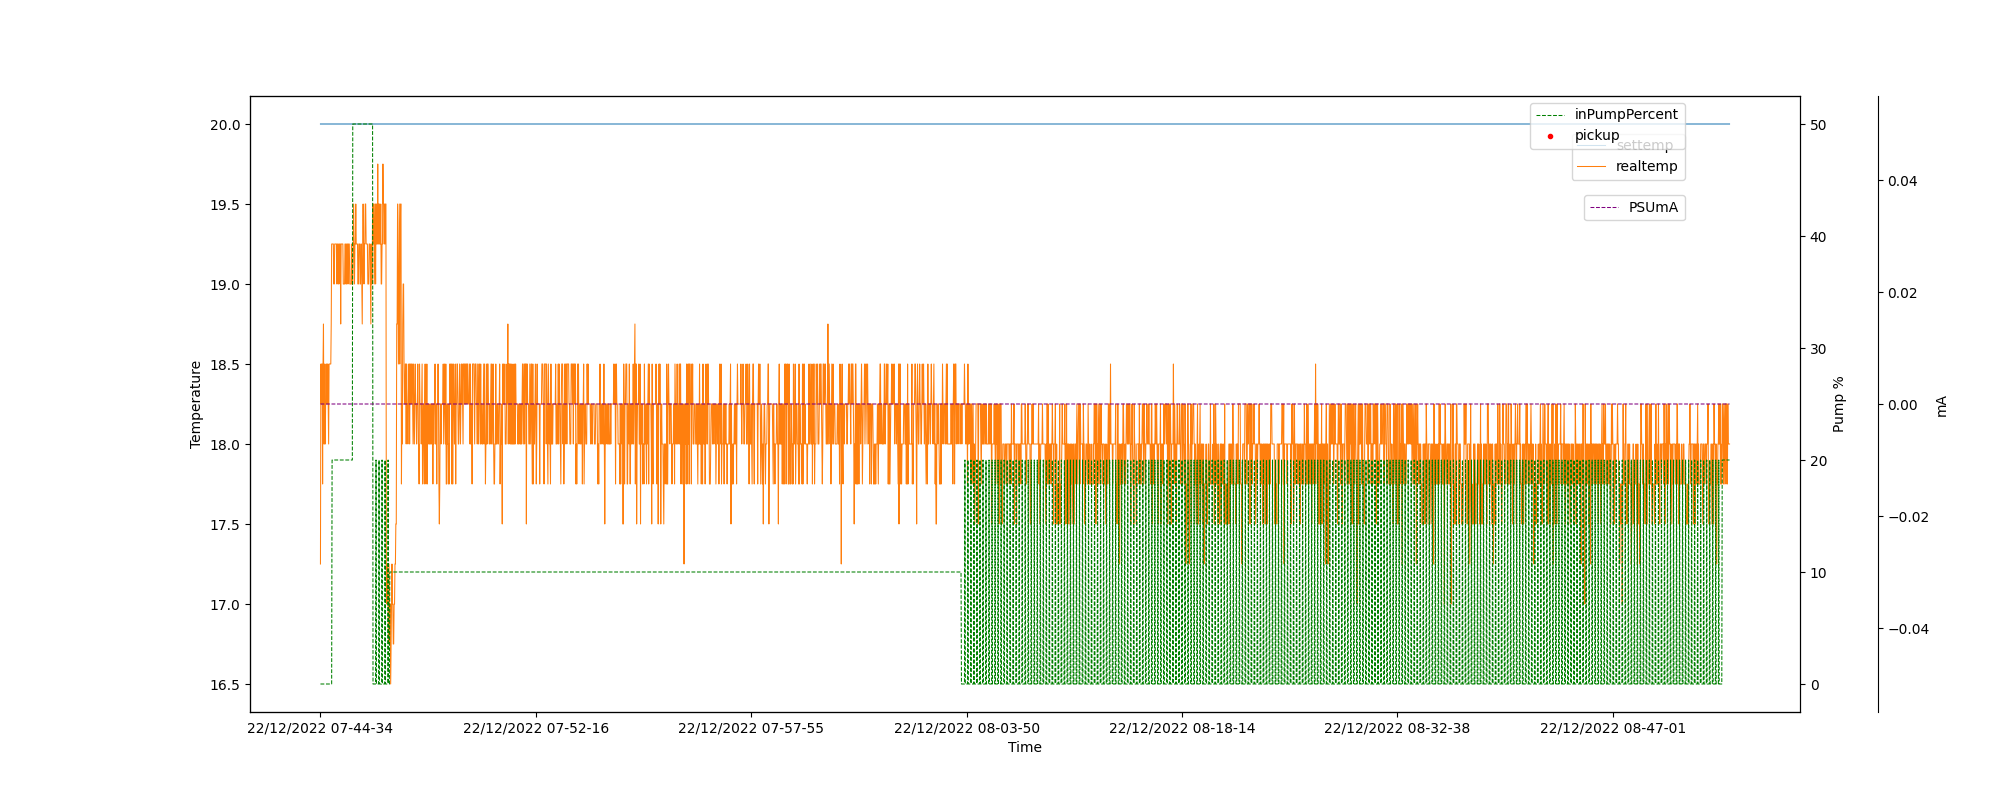 inPumpPercent
pickup
settemp
realtemp
PSUmA
20.0
19.5
19.0
18.5
18.0
17.5
17.0
16.5
Temperature
50
40
30
20
10
0
Pump %
0.04
0.02
0.00
−0.02
−0.04
mA
22/12/2022 07-44-34
22/12/2022 07-52-16
22/12/2022 07-57-55
22/12/2022 08-03-50
22/12/2022 08-18-14
22/12/2022 08-32-38
22/12/2022 08-47-01
Time